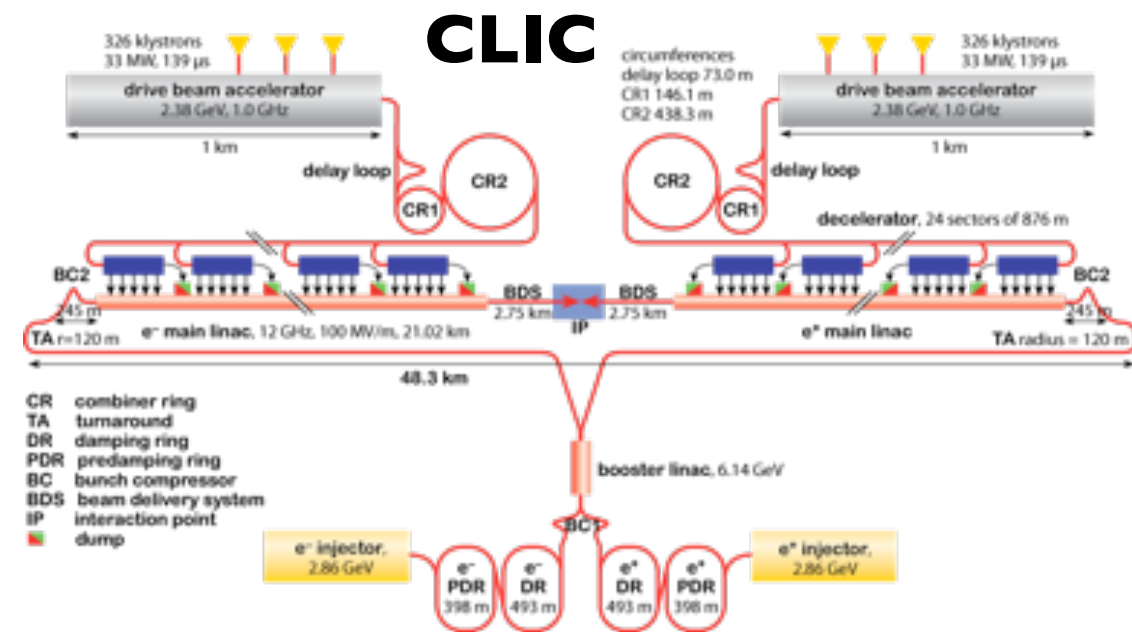 CLIC
326 klystrons
33 MW, 139 µs
drive beam accelerator
2.38 GeV, 1.0 GHz
1 km
delay loop
CR1
CR2
circumferences
delay loop 73.0 m
CR1 146.1 m
CR2 438.3 m
326 klystrons
33 MW, 139 µs
drive beam accelerator
2.38 GeV, 1.0 GHz
1 km
delay loop
CR2
CR1
decelerator, 24 sectors of 876 m
BC2
245 m
TA r=120 m
e⁻ main linac, 12 GHz, 100 MV/m, 21.02 km
BDS
2.75 km
IP
BDS
2.75 km
e⁺ main linac
BC2
245 m
TA radius = 120 m
48.3 km
CR combiner ring
TA turnaround
DR damping ring
PDR predamping ring
BC bunch compressor
BDS beam delivery system
IP interaction point
dump
booster linac, 6.14 GeV
BC1
e⁻ injector,
2.86 GeV
e⁻
PDR
398 m
e⁻
DR
493 m
e⁺
DR
493 m
e⁺
PDR
398 m
e⁺ injector,
2.86 GeV